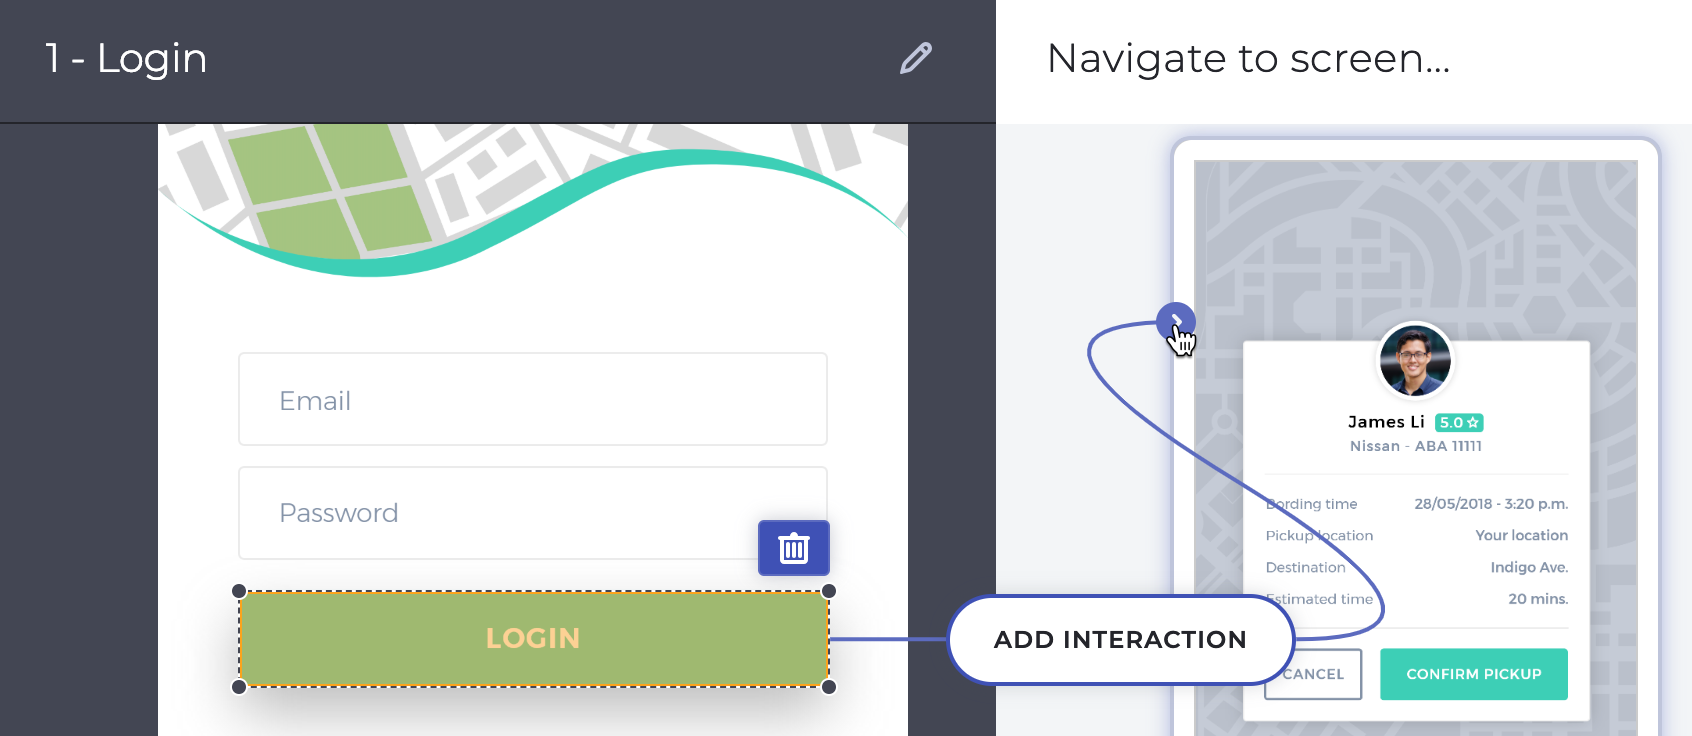 1 - Login
Navigate to screen...
Email
Password
LOGIN
ADD INTERACTION
James Li 5.0
Nissan - ABA 11111
Bording time 28/05/2018 - 3:20 p.m.
Pickup location Your location
Destination Indigo Ave.
Estimated time 20 mins.
CANCEL CONFIRM PICKUP